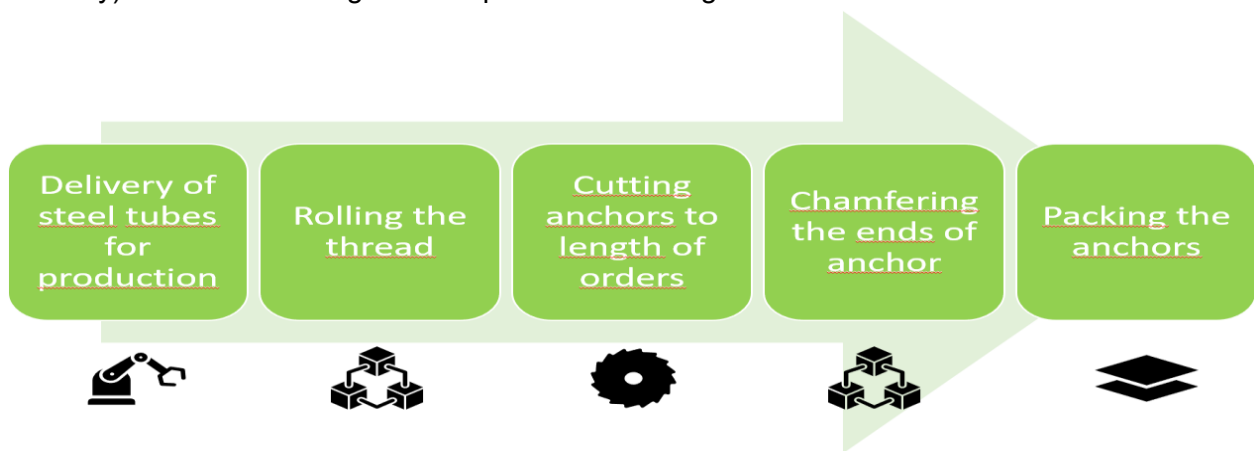 Delivery of
steel tubes
for
production
Rolling the
thread
Cutting
anchors to
length of
orders
Chamfering
the ends of
anchor
Packing the
anchors